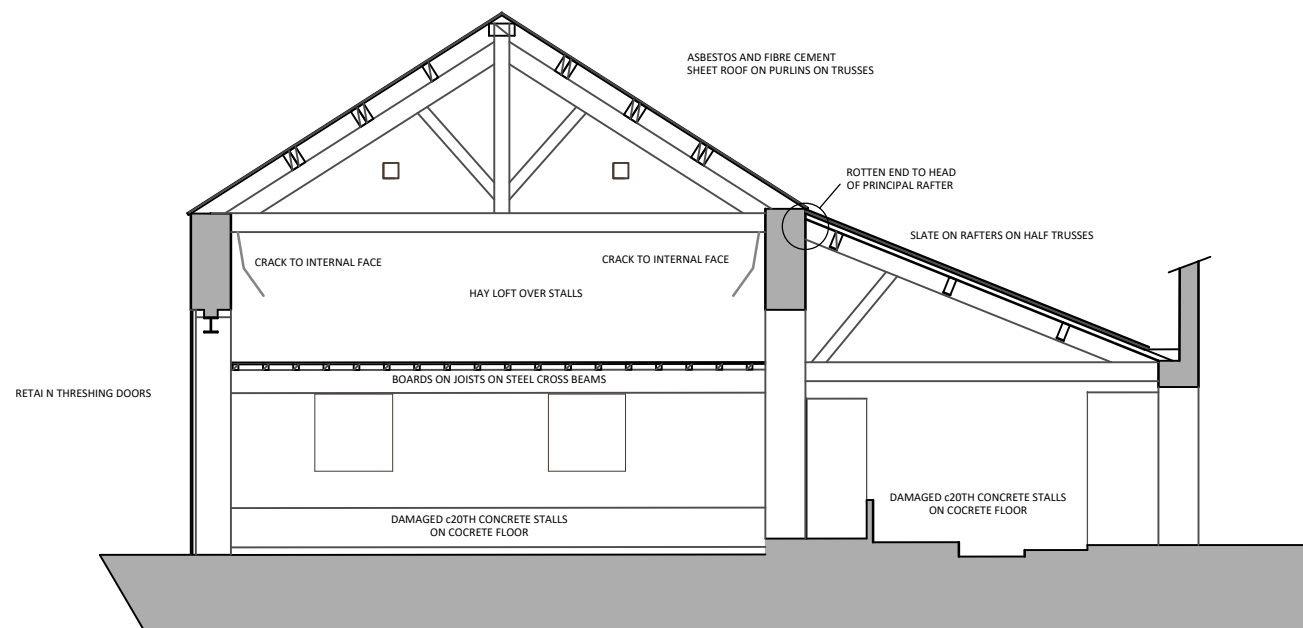 ASBESTOS AND FIBRE CEMENT
SHEET ROOF ON PURLINS ON TRUSSES
ROTTEN END TO HEAD
OF PRINCIPAL RAFTER
SLATE ON RAFTERS ON HALF TRUSSES
CRACK TO INTERNAL FACE
CRACK TO INTERNAL FACE
HAY LOFT OVER STALLS
BOARDS ON JOISTS ON STEEL CROSS BEAMS
RETAI N THRESHING DOORS
DAMAGED c20TH CONCRETE STALLS
ON COCRETE FLOOR
DAMAGED c20TH CONCRETE STALLS
ON COCRETE FLOOR